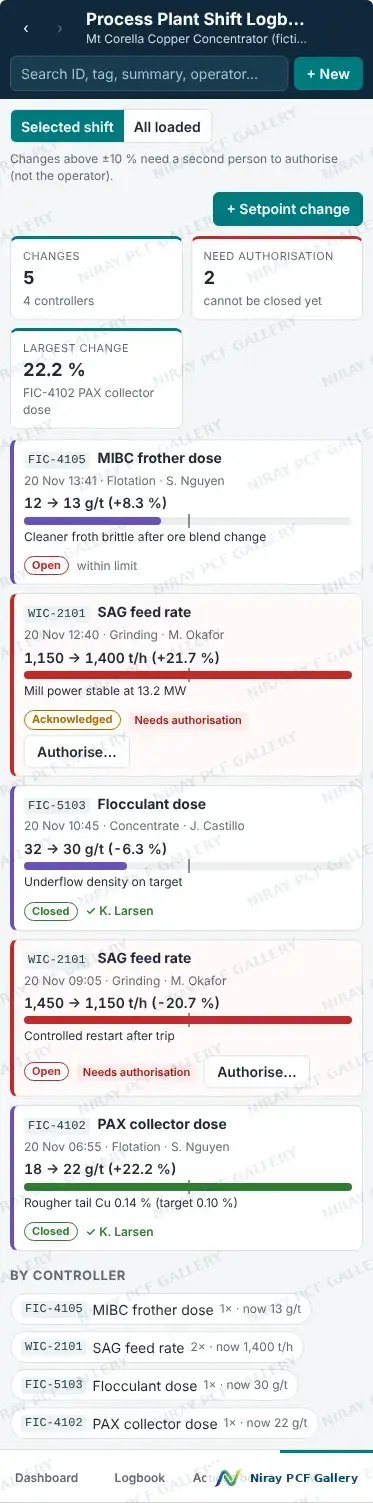 ‹ › Process Plant Shift Logb...
Mt Corella Copper Concentrator (ficti...
Search ID, tag, summary, operator...
+ New
Selected shift
All loaded
Changes above ±10 % need a second person to authorise
(not the operator).
+ Setpoint change
CHANGES
5
4 controllers
NEED AUTHORISATION
2
cannot be closed yet
LARGEST CHANGE
22.2 %
FIC-4102 PAX collector
dose
FIC-4105 MIBC frother dose
20 Nov 13:41 · Flotation · S. Nguyen
12 → 13 g/t (+8.3 %)
Cleaner froth brittle after ore blend change
Open within limit
WIC-2101 SAG feed rate
20 Nov 12:40 · Grinding · M. Okafor
1,150 → 1,400 t/h (+21.7 %)
Mill power stable at 13.2 MW
Acknowledged Needs authorisation
Authorise...
FIC-5103 Flocculant dose
20 Nov 10:45 · Concentrate · J. Castillo
32 → 30 g/t (-6.3 %)
Underflow density on target
Closed ✓ K. Larsen
WIC-2101 SAG feed rate
20 Nov 09:05 · Grinding · M. Okafor
1,450 → 1,150 t/h (-20.7 %)
Controlled restart after trip
Open Needs authorisation Authorise...
FIC-4102 PAX collector dose
20 Nov 06:55 · Flotation · S. Nguyen
18 → 22 g/t (+22.2 %)
Rougher tail Cu 0.14 % (target 0.10 %)
Closed ✓ K. Larsen
BY CONTROLLER
FIC-4105 MIBC frother dose 1× · now 13 g/t
WIC-2101 SAG feed rate 2× · now 1,400 t/h
FIC-5103 Flocculant dose 1× · now 30 g/t
FIC-4102 PAX collector dose 1× · now 22 g/t
Dashboard Logbook
Niray PCF Gallery
NIRAY PCF GALLERY